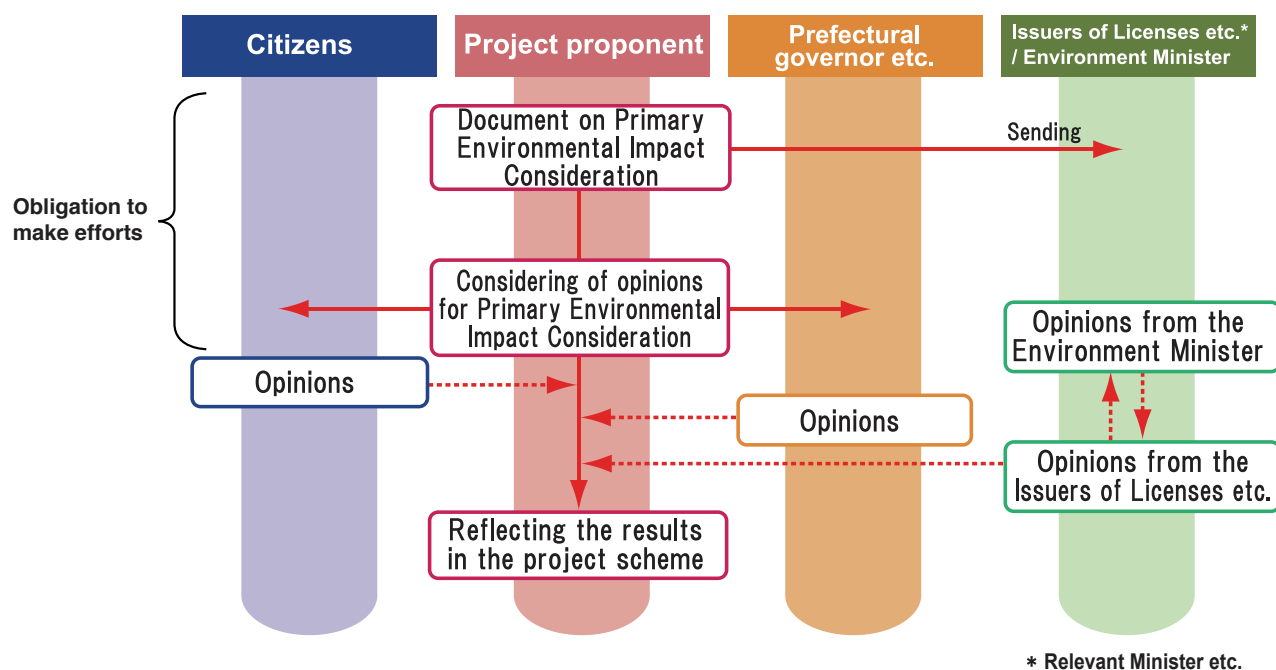 Citizens
Project proponent
Prefectural
governor etc.
Issuers of Licenses etc.*
/ Environment Minister
Document on Primary
Environmental Impact
Consideration
Sending
Obligation to
make efforts
Considering of opinions
for Primary Environmental
Impact Consideration
Opinions from the
Environment Minister
Opinions
Opinions
Opinions from the
Issuers of Licenses etc.
Reflecting the results
in the project scheme
* Relevant Minister etc.